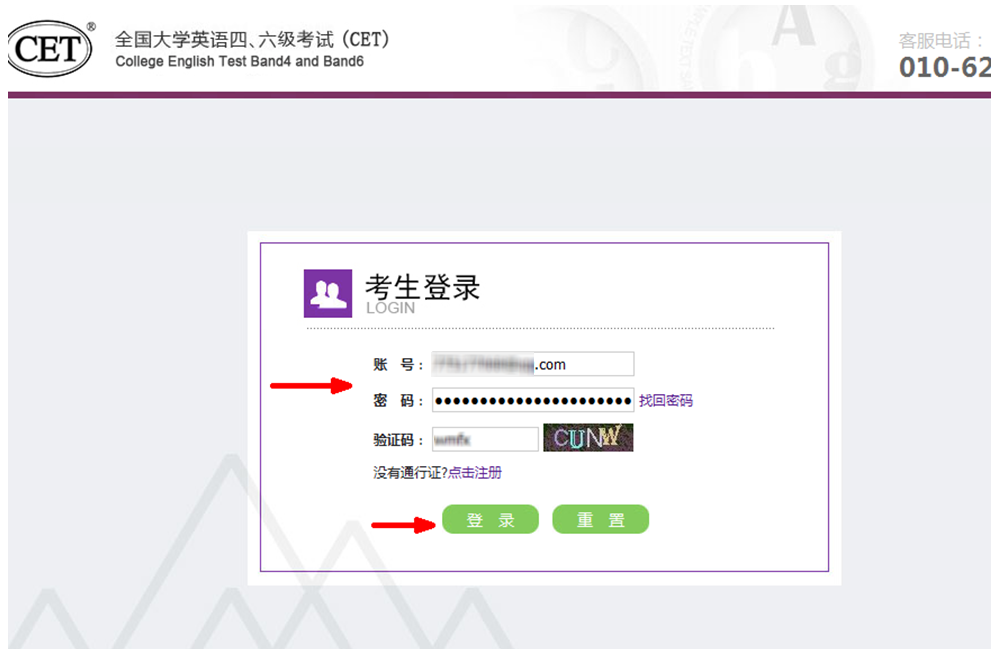 CET®
全国大学英语四、六级考试（CET）
College English Test Band4 and Band6
客服电话：
010-62
考生登录
LOGIN
账 号：.com
密 码：●●●●●●●●●●●●●●●●●●●●●● 找回密码
验证码： CUNW
没有通行证?点击注册
登 录 重 置